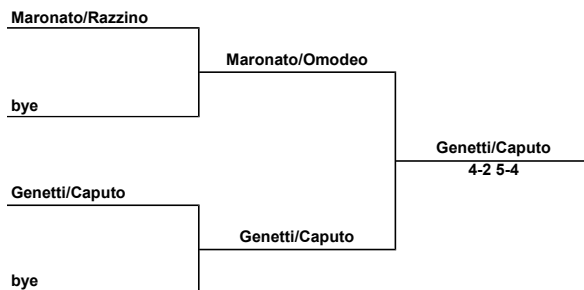 Maronato/Razzino
Maronato/Omodeo
bye
Genetti/Caputo
4-2 5-4
Genetti/Caputo
Genetti/Caputo
bye